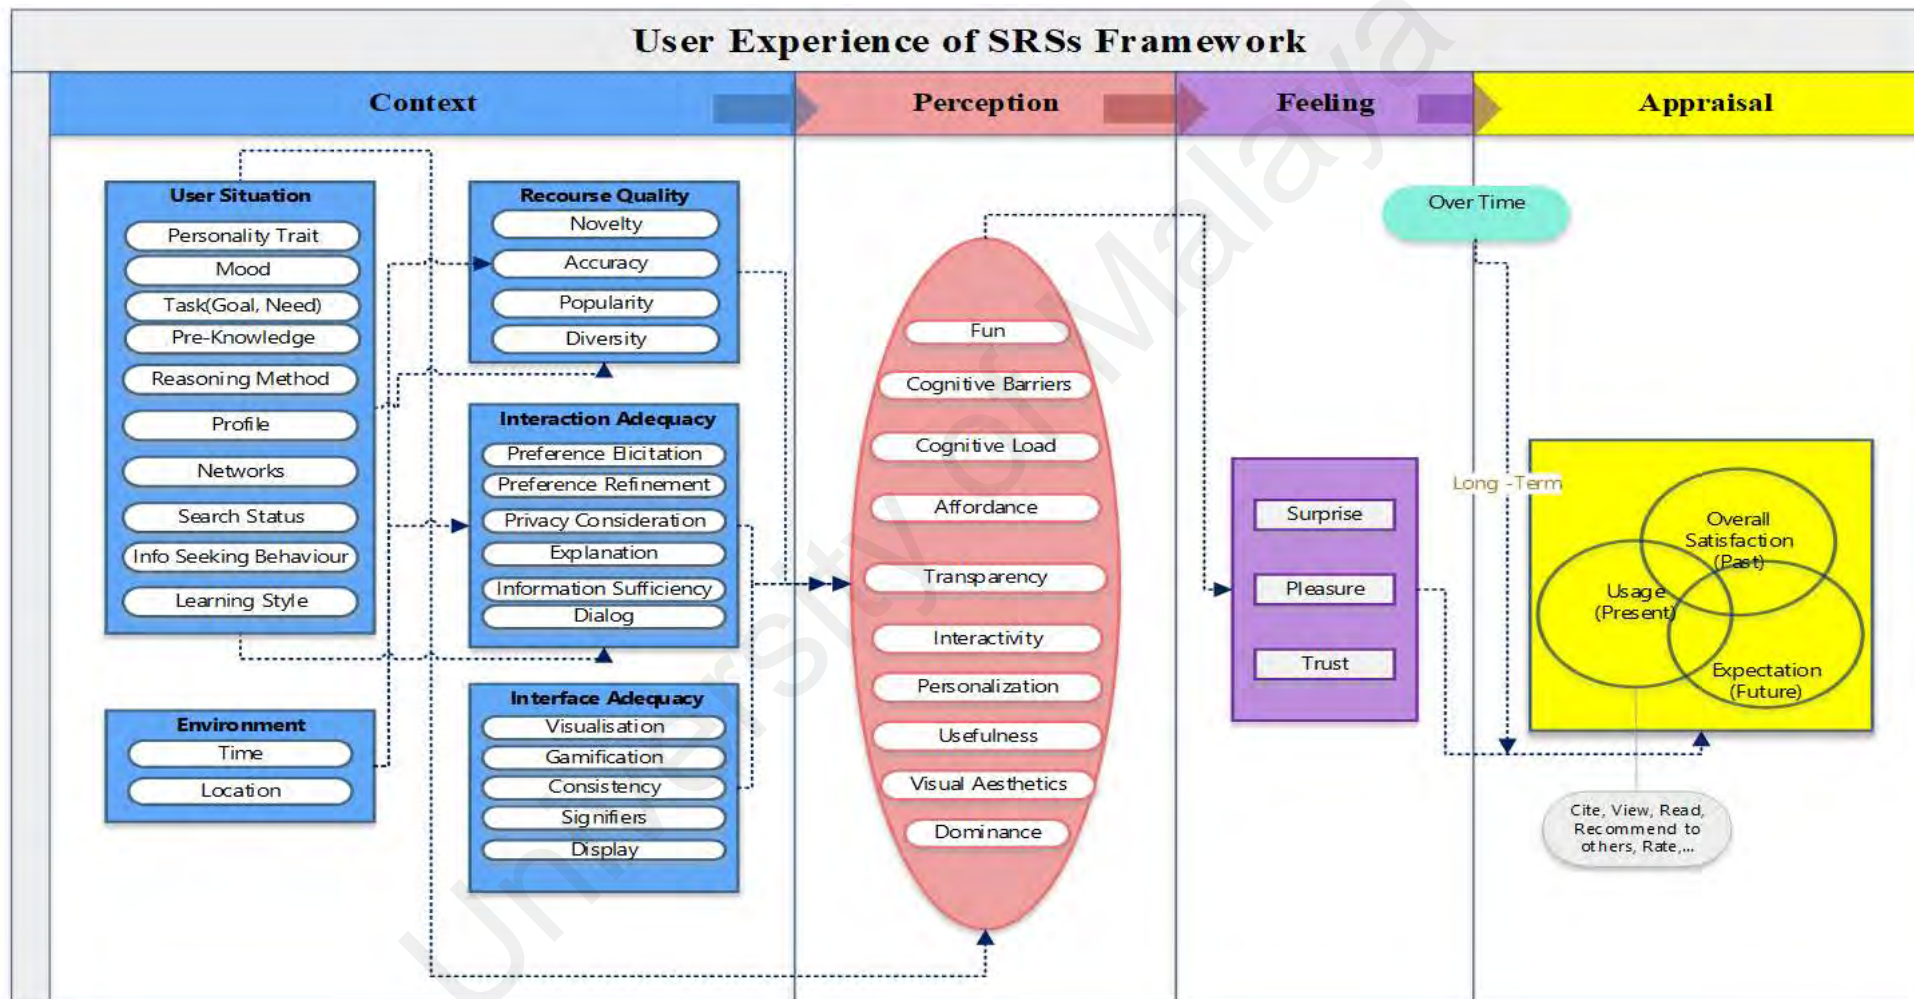 User Experience of SRSs Framework
Context
Perception
Feeling
Appraisal
User Situation
Personality Trait
Mood
Task(Goal, Need)
Pre-Knowledge
Reasoning Method
Profile
Networks
Search Status
Info Seeking Behaviour
Learning Style
Environment
Time
Location
Recourse Quality
Novelty
Accuracy
Popularity
Diversity
Interaction Adequacy
Preference Elicitation
Preference Refinement
Privacy Consideration
Explanation
Information Sufficiency
Dialog
Interface Adequacy
Visualisation
Gamification
Consistency
Signifiers
Display
Fun
Cognitive Barriers
Cognitive Load
Affordance
Transparency
Interactivity
Personalization
Usefulness
Visual Aesthetics
Dominance
Surprise
Pleasure
Trust
Over Time
Long -Term
Overall
Satisfaction
(Past)
Usage
(Present)
Expectation
(Future)
Cite, View, Read,
Recommend to
others, Rate,...
University of Malaya